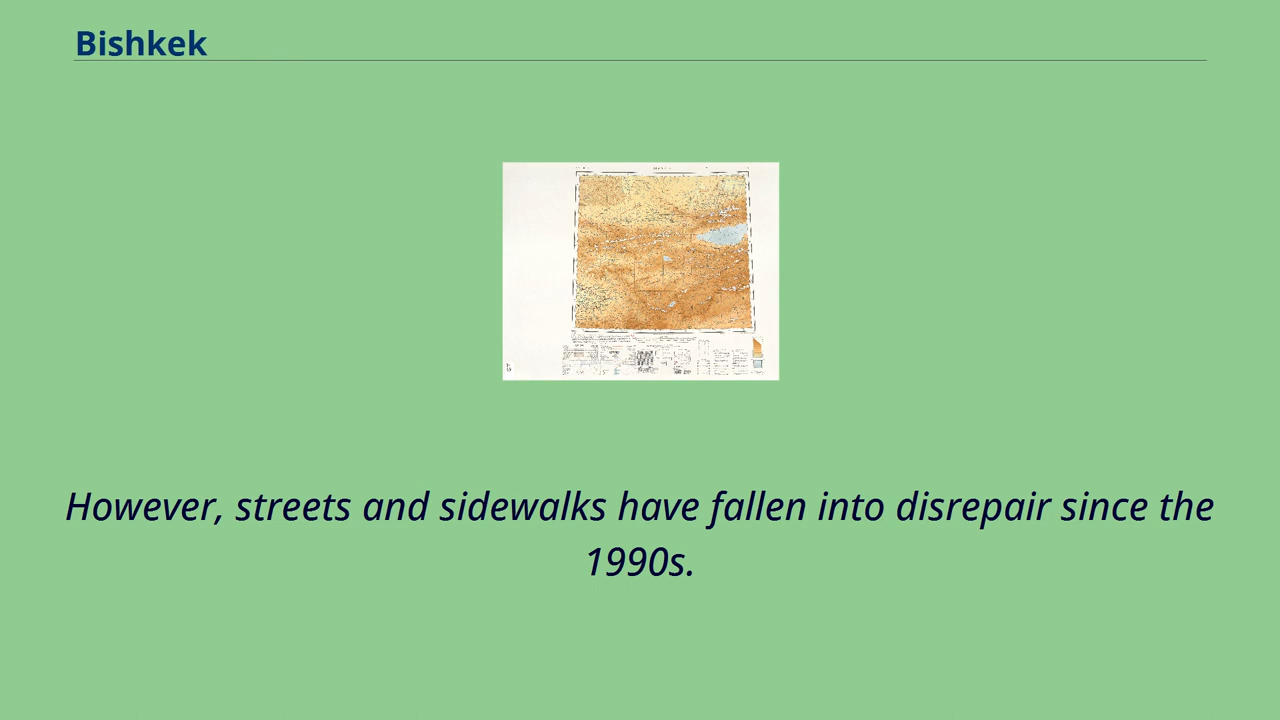 Bishkek
However, streets and sidewalks have fallen into disrepair since the
1990s.